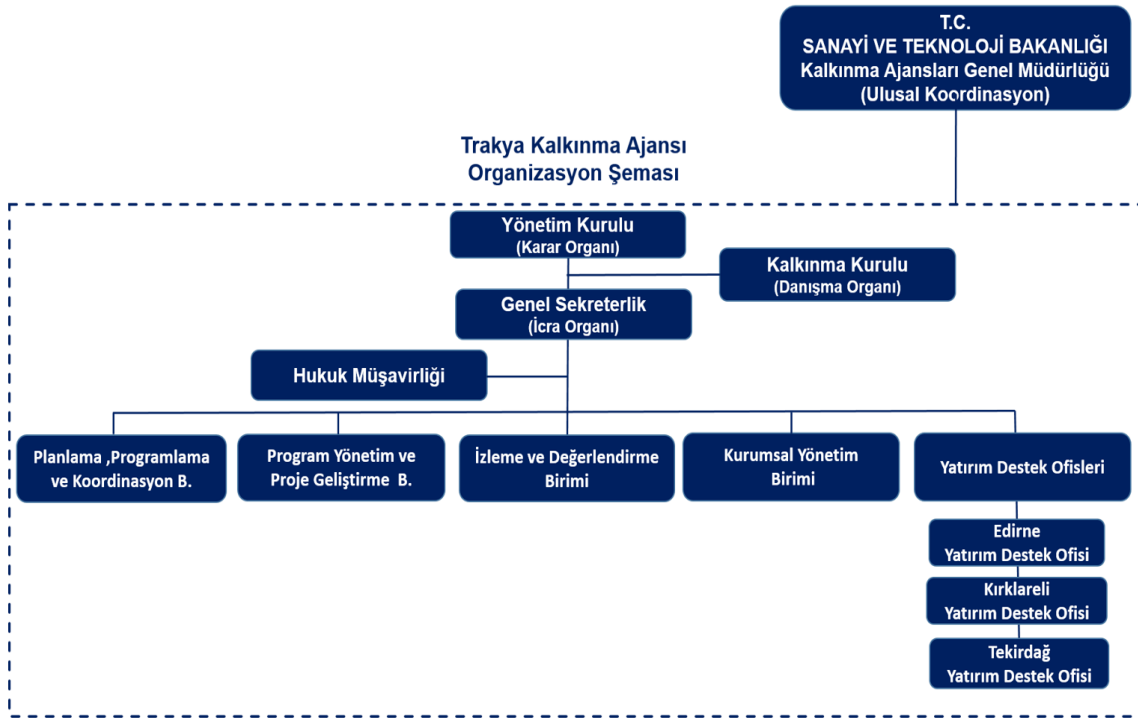 T.C.
SANAYİ VE TEKNOLOJİ BAKANLIĞI
Kalkınma Ajansları Genel Müdürlüğü
(Ulusal Koordinasyon)
Trakya Kalkınma Ajansı
Organizasyon Şeması
Yönetim Kurulu
(Karar Organı)
Kalkınma Kurulu
(Danışma Organı)
Genel Sekreterlik
(İcra Organı)
Hukuk Müşavirliği
Planlama ,Programlama
ve Koordinasyon B.
Program Yönetim ve
Proje Geliştirme B.
İzleme ve Değerlendirme
Birimi
Kurumsal Yönetim
Birimi
Yatırım Destek Ofisleri
Edirne
Yatırım Destek Ofisi
Kırklareli
Yatırım Destek Ofisi
Tekirdağ
Yatırım Destek Ofisi